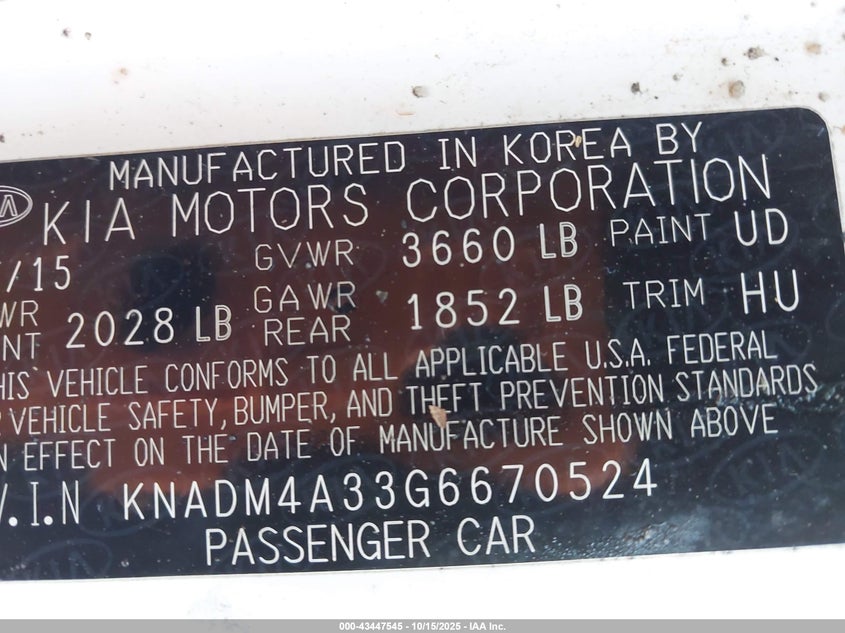 MANUFACTURED IN KOREA BY
KIA MOTORS CORPORATION
/15 GVWR 3660 LB PAINT UD
WR NT 2028 LB GAWR REAR 1852 LB TRIM HU
HIS VEHICLE CONFORMS TO ALL APPLICABLE U.S.A. FEDERAL
VEHICLE SAFETY, BUMPER, AND THEFT PREVENTION STANDARDS
N EFFECT ON THE DATE OF MANUFACTURE SHOWN ABOVE
V.I.N KNADM4A33G6670524
PASSENGER CAR
000-43447545 - 10/15/2025 - IAA Inc.